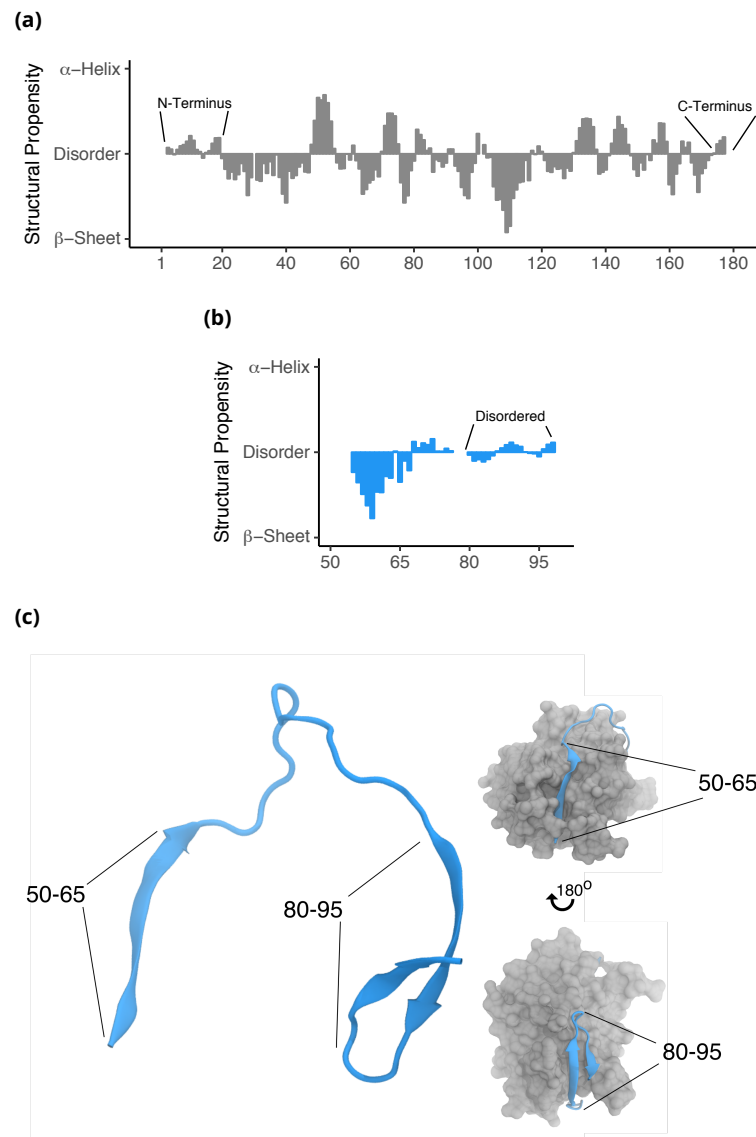 (a)
Structural Propensity
α−Helix
Disorder
β−Sheet
N-Terminus
C-Terminus
1 20 40 60 80 100 120 140 160 180
(b)
Structural Propensity
α−Helix
Disorder
β−Sheet
Disordered
50 65 80 95
(c)
50-65
80-95
50-65
180º
80-95